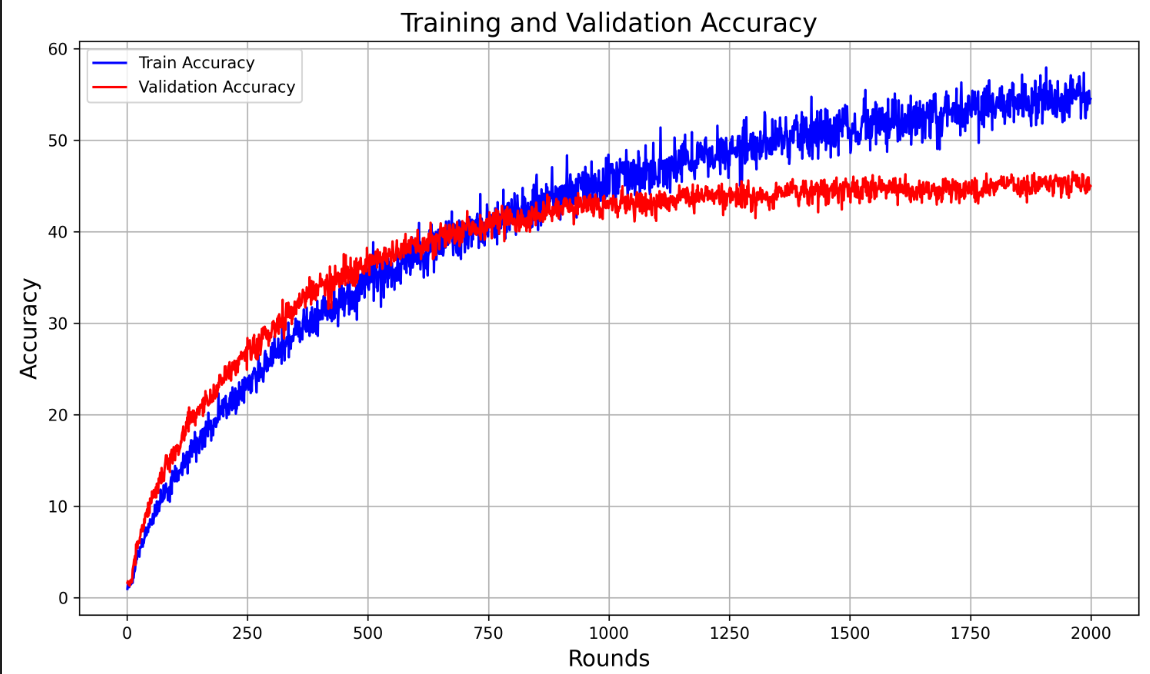 Training and Validation Accuracy
Train Accuracy
Validation Accuracy
60
50
40
30
20
10
0
Accuracy
0 250 500 750 1000 1250 1500 1750 2000
Rounds